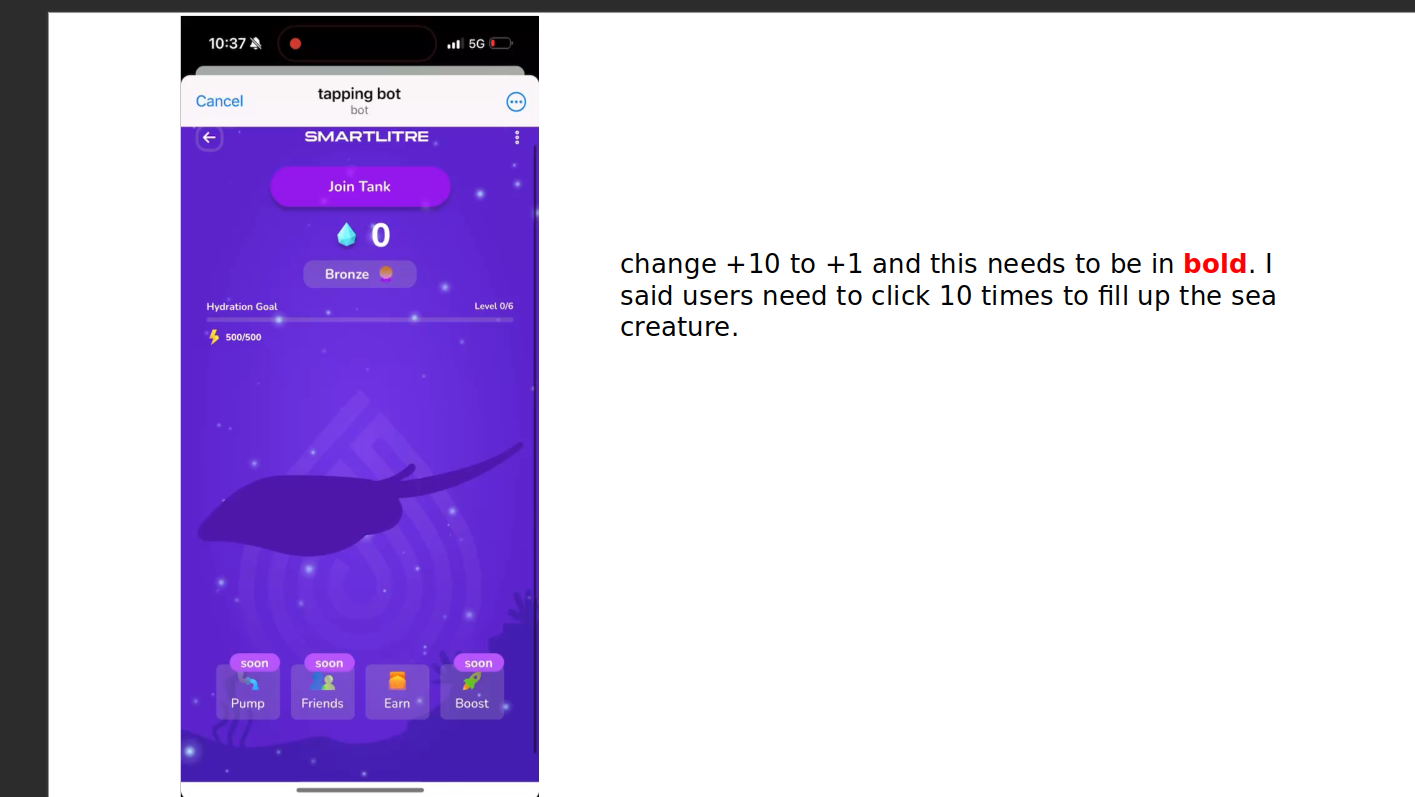 10:37
5G
Cancel
tapping bot
bot
SMARTLITRE
Join Tank
0
Bronze
Hydration Goal
Level 0/6
500/500
change +10 to +1 and this needs to be in bold. I
said users need to click 10 times to fill up the sea
creature.
soon
soon
soon
Pump
Friends
Earn
Boost